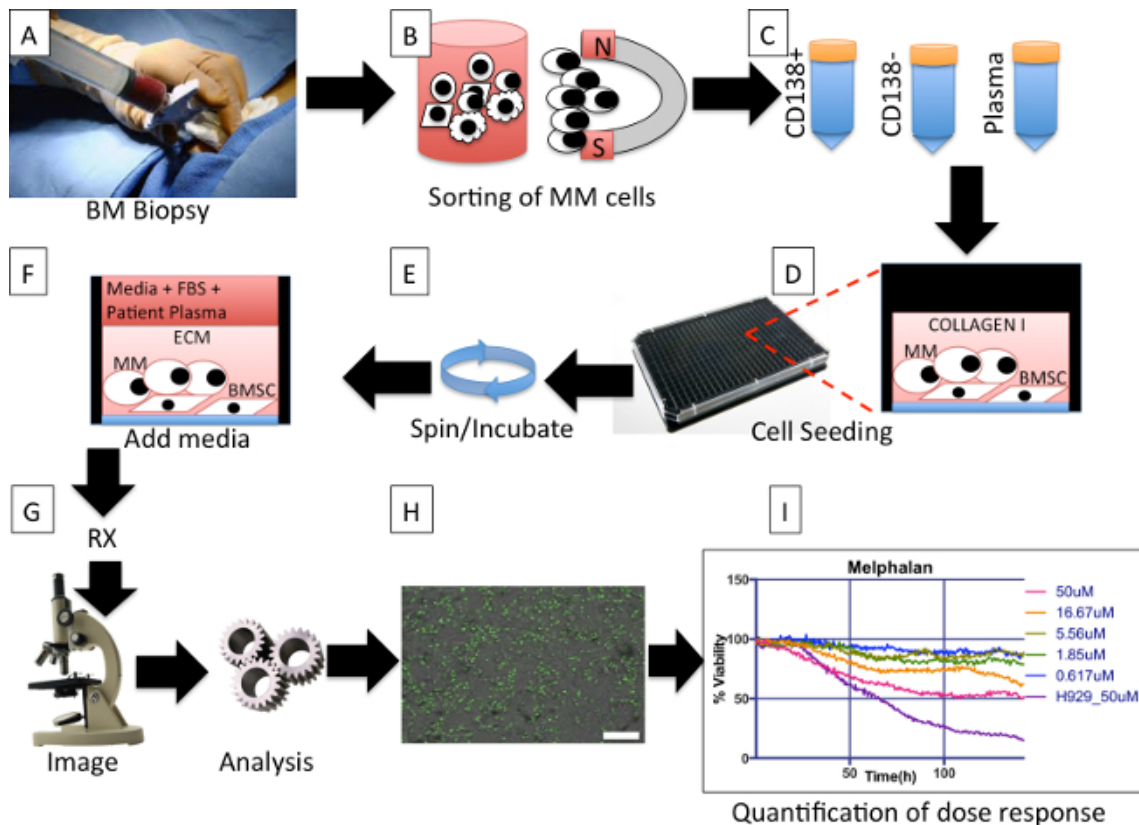 A
BM Biopsy
B
N
S
Sorting of MM cells
C
CD138+
CD138-
Plasma
D
COLLAGEN I
MM
BMSC
Cell Seeding
E
Spin/Incubate
F
Media + FBS +
Patient Plasma
ECM
MM
BMSC
Add media
G
RX
Image
Analysis
H
I
Melphalan
% Viability
150
100
50
0
50
100
Time(h)
50uM
16.67uM
5.56uM
1.85uM
0.617uM
H929_50uM
Quantification of dose response